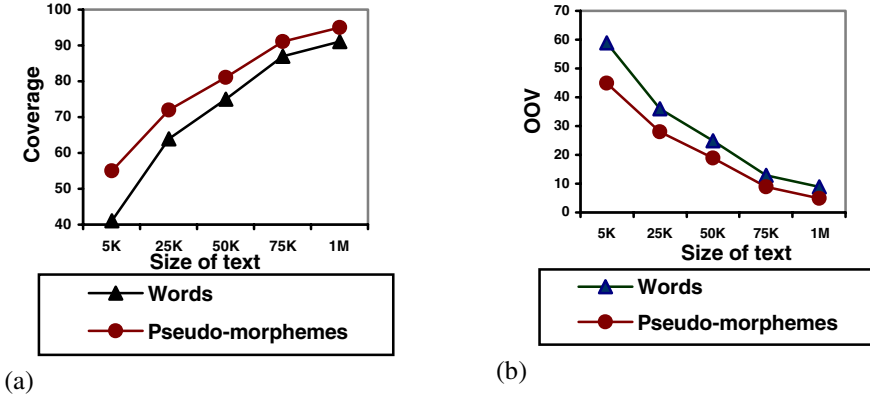 100
90
80
70
60
50
40
Coverage
5K 25K 50K 75K 1M
Size of text
Words
Pseudo-morphemes
(a)
70
60
50
40
30
20
10
0
OOV
5K 25K 50K 75K 1M
Size of text
Words
Pseudo-morphemes
(b)